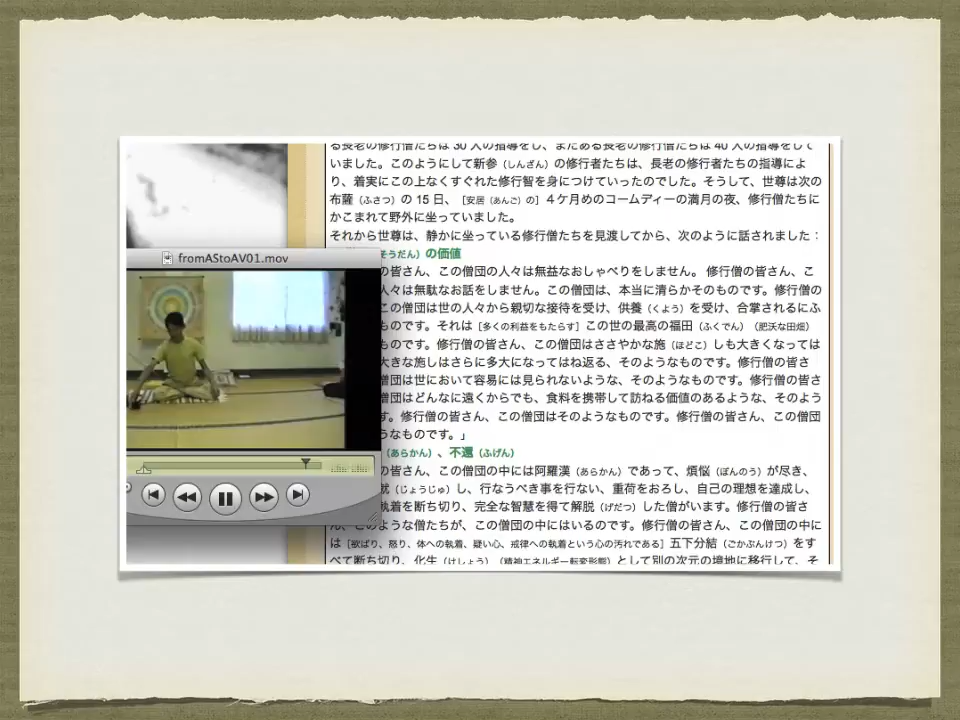 る長老の修行僧たちは 30 人の指導をし、またある長老の修行僧たちは 40 人の指導をして
いました。このようにして新参（しんざん）の修行者たちは、長老の修行者たちの指導によ
り、着実にこの上なくすぐれた修行智を身につけていったのでした。そうして、世尊は次の
布薩（ふさつ）の 15 日、［安居（あんご）の］４ケ月めのコームディーの満月の夜、修行僧たちに
かこまれて野外に坐っていました。
それから世尊は、静かに坐っている修行僧たちを見渡してから、次のように話されました：
そうだん）の価値
fromAStoAV01.mov
の皆さん、この僧団の人々は無益なおしゃべりをしません。 修行僧の皆さん、こ
人々は無駄なお話をしません。この僧団は、本当に清らかそのものです。修行僧の
この僧団は世の人々から親切な接待を受け、供養（くよう）を受け、合掌されるにふ
ものです。それは［多くの利益をもたらす］この世の最高の福田（ふくでん）（肥沃な田畑）
ものです。修行僧の皆さん、この僧団はささやかな施（ほどこ）しも大きくなっては
大きな施しはさらに多大になってはね返る、そのようなものです。修行僧の皆さ
僧団は世において容易には見られないような、そのようなものです。修行僧の皆さ
僧団はどんなに遠くからでも、食料を携帯して訪ねる価値のあるような、そのよう
す。修行僧の皆さん、この僧団はそのようなものです。修行僧の皆さん、この僧団
うなものです。」
（あらかん）、不還（ふげん）
の皆さん、この僧団の中には阿羅漢（あらかん）であって、煩悩（ぼんのう）が尽き、
就（じょうじゅ）し、行なうべき事を行ない、重荷をおろし、自己の理想を達成し、
執着を断ち切り、完全な智慧を得て解脱（げだつ）した僧がいます。修行僧の皆さ
ん、このような僧たちが、この僧団の中にはいるのです。修行僧の皆さん、この僧団の中に
は［欲ばり、怒り、体への執着、疑い心、戒律への執着という心の汚れである］五下分結（ごかぶんけつ）をす
べて断ち切り、化生（けしょう）（精神エネルギー転変形態）として別の次元の境地に移行して、そ